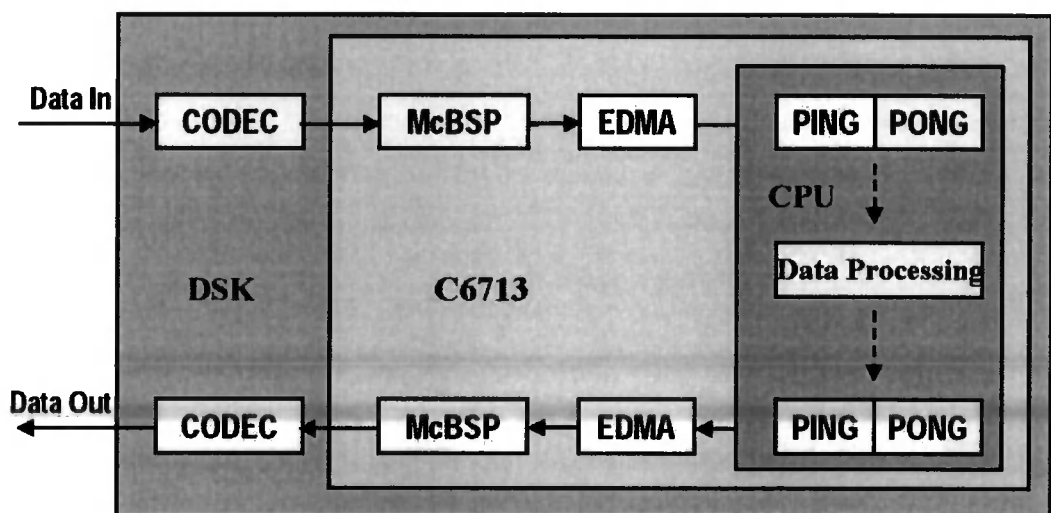 Data In
CODEC
McBSP
EDMA
PING PONG
CPU
DSK
C6713
Data Processing
Data Out
CODEC
McBSP
EDMA
PING PONG